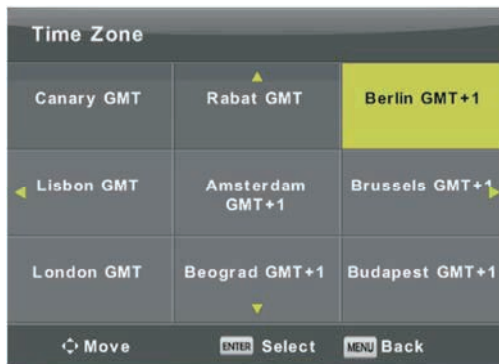 Time Zone
Canary GMT
Rabat GMT
Berlin GMT+1
Lisbon GMT
Amsterdam
GMT+1
Brussels GMT+1
London GMT
Beograd GMT+1
Budapest GMT+1
Move
ENTER Select
MENU Back